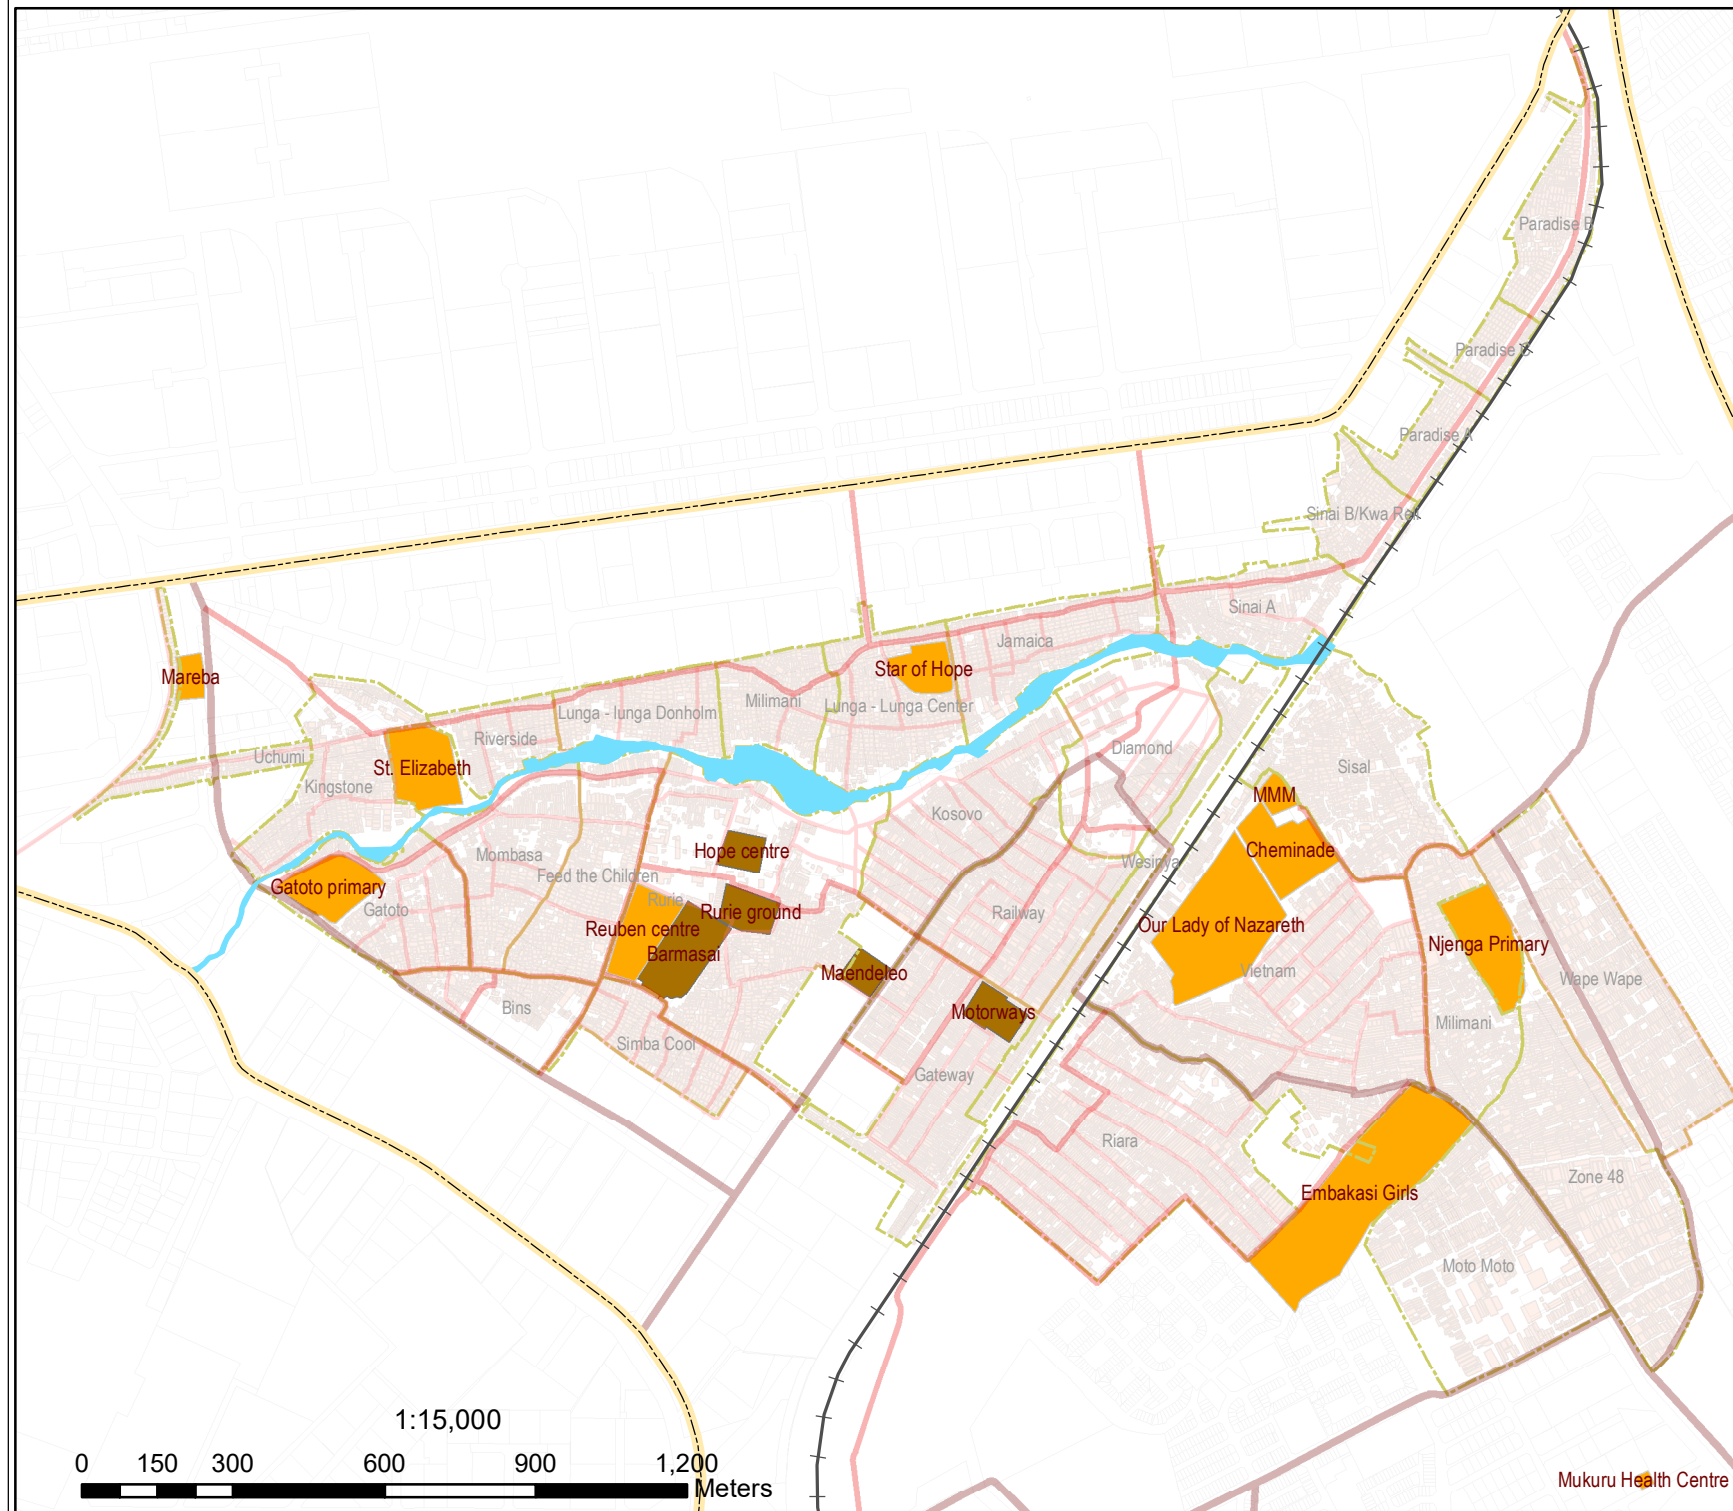 Paradise B
Paradise C
Paradise A
Sinai B/Kwa Reli
Sinai A
Jamaica
Mareba
Star of Hope
Milimani
Lunga - Lunga Center
Lunga - lunga Donholm
Riverside
Uchumi
St. Elizabeth
Kingstone
Diamond
Sisal
MMM
Kosovo
Hope centre
Cheminade
Mombasa
Wesinya
Feed the Children
Gatoto primary
Gatoto
Rurie
Rurie ground
Railway
Reuben centre
Our Lady of Nazareth
Barmasai
Njenga Primary
Maendeleo
Vietnam
Wape Wape
Bins
Motorways
Milimani
Simba Cool
Gateway
Riara
Zone 48
Embakasi Girls
Moto Moto
1:15,000
0 150 300 600 900 1,200
Meters
Mukuru Health Centre